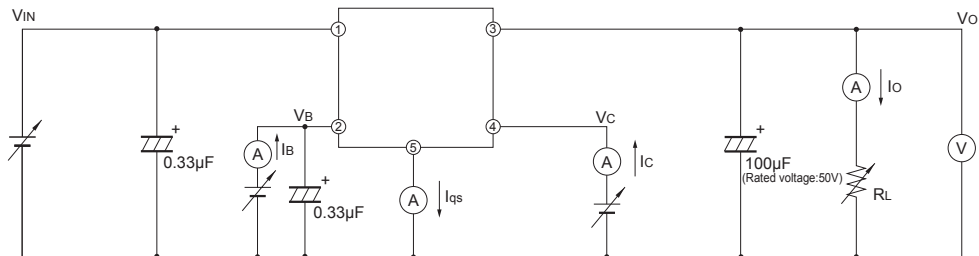 VIN
VO
1
3
A
IO
VB
VC
2
4
+
0.33µF
A
IB
5
A
IC
+
100µF
(Rated voltage:50V)
V
+
0.33µF
A
Iqs
RL